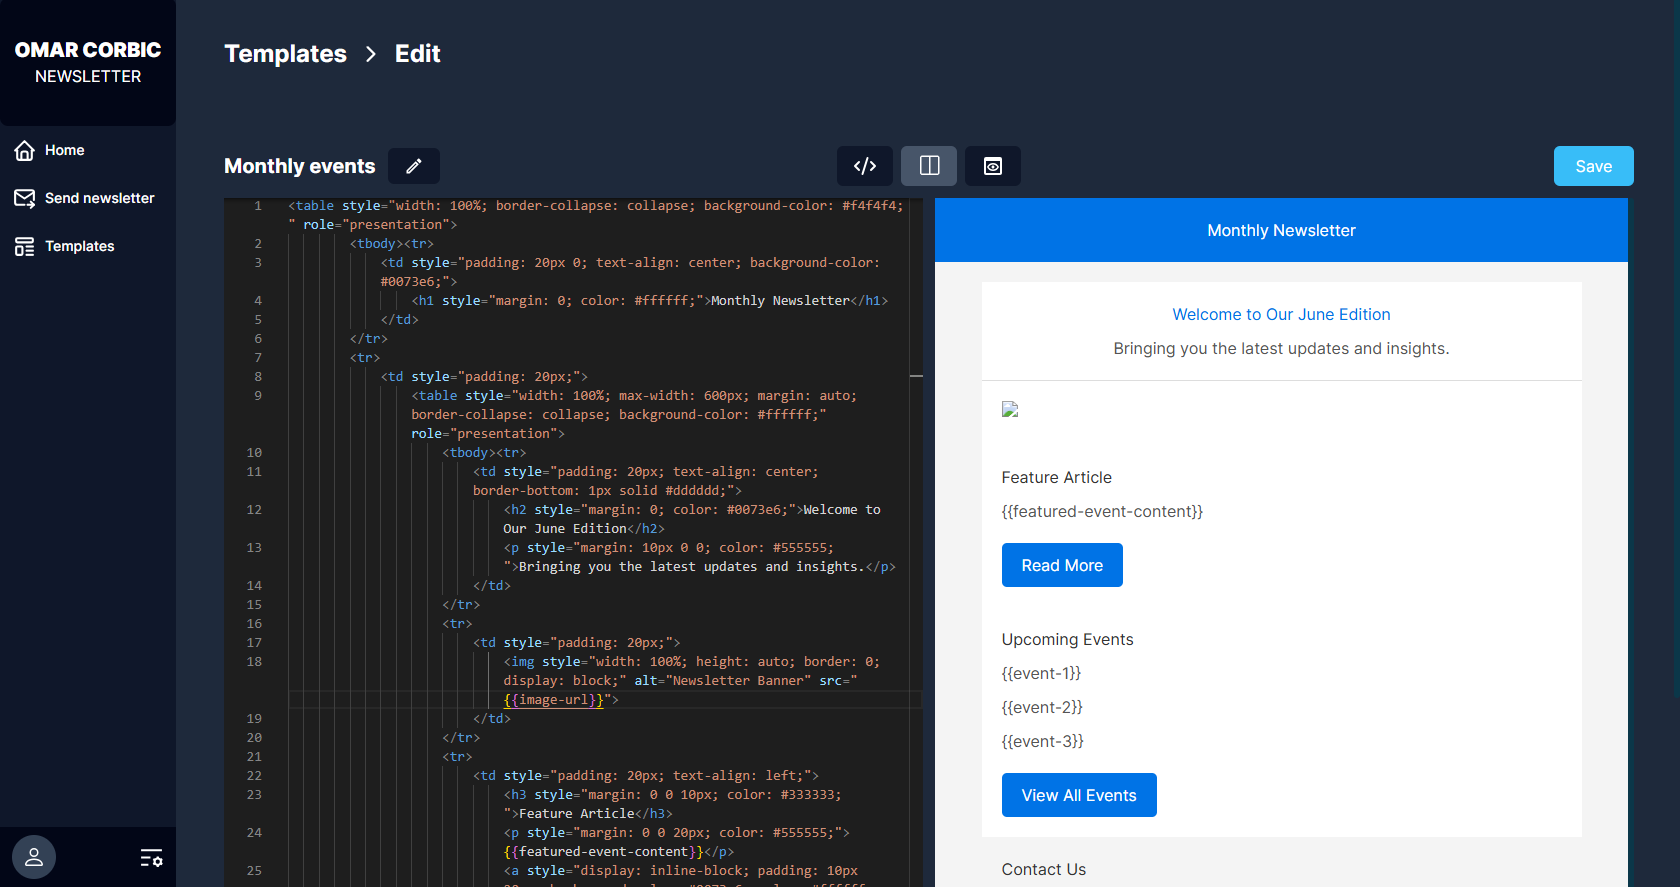 OMAR CORBIC
NEWSLETTER
Home
Send newsletter
Templates
Templates > Edit
Monthly events
</>
Save
1 <table style="width: 100%; border-collapse: collapse; background-color: #f4f4f4;
" role="presentation">
2 <tbody><tr>
3 <td style="padding: 20px 0; text-align: center; background-color:
#0073e6;">
4 <h1 style="margin: 0; color: #ffffff;">Monthly Newsletter</h1>
5 </td>
6 </tr>
7 <tr>
8 <td style="padding: 20px;">
9 <table style="width: 100%; max-width: 600px; margin: auto;
border-collapse: collapse; background-color: #ffffff;"
role="presentation">
10 <tbody><tr>
11 <td style="padding: 20px; text-align: center;
border-bottom: 1px solid #dddddd;">
12 <h2 style="margin: 0; color: #0073e6;">Welcome to
Our June Edition</h2>
13 <p style="margin: 10px 0 0; color: #555555;
">Bringing you the latest updates and insights.</p>
14 </td>
15 </tr>
16 <tr>
17 <td style="padding: 20px;">
18 <img style="width: 100%; height: auto; border: 0;
display: block;" alt="Newsletter Banner" src="
{{image-url}}">
19 </td>
20 </tr>
21 <tr>
22 <td style="padding: 20px; text-align: left;">
23 <h3 style="margin: 0 0 10px; color: #333333;
">Feature Article</h3>
24 <p style="margin: 0 0 20px; color: #555555;">
{{featured-event-content}}</p>
25 <a style="display: inline-block; padding: 10px
Monthly Newsletter
Welcome to Our June Edition
Bringing you the latest updates and insights.
Feature Article
{{featured-event-content}}
Read More
Upcoming Events
{{event-1}}
{{event-2}}
{{event-3}}
View All Events
Contact Us